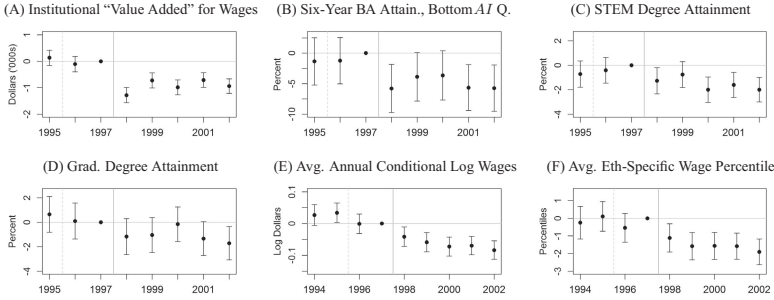 (A) Institutional “Value Added” for Wages
(B) Six-Year BA Attain., Bottom AI Q.
(C) STEM Degree Attainment
Dollars ('000s)
1
0
-1
-2
1995 1997 1999 2001
Percent
0
-5
-10
1995 1997 1999 2001
Percent
2
0
-2
-4
1995 1997 1999 2001
(D) Grad. Degree Attainment
(E) Avg. Annual Conditional Log Wages
(F) Avg. Eth-Specific Wage Percentile
Percent
2
0
-2
-4
1995 1997 1999 2001
Log Dollars
0.1
0
-0.1
1994 1996 1998 2000 2002
Percentiles
0
-1
-2
-3
1994 1996 1998 2000 2002